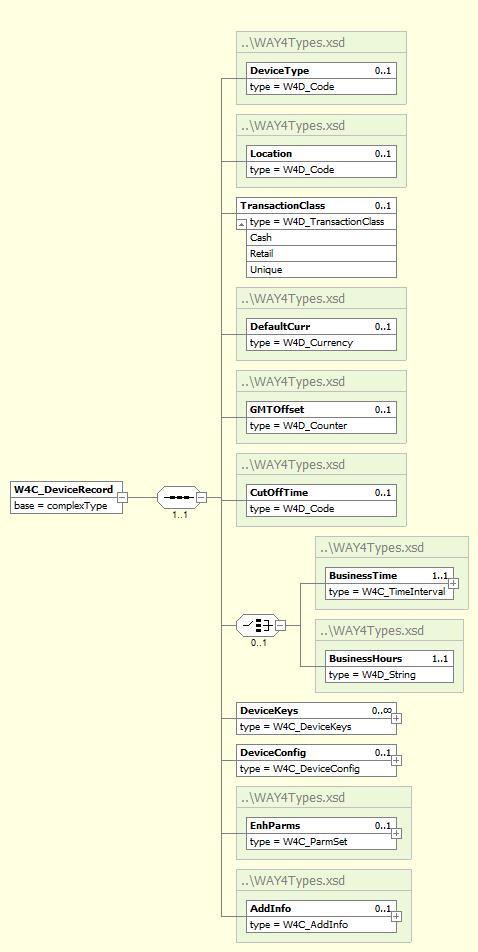 ..\WAY4Types.xsd
DeviceType 0..1
type = W4D_Code
..\WAY4Types.xsd
Location 0..1
type = W4D_Code
TransactionClass 0..1
type = W4D_TransactionClass
Cash
Retail
Unique
..\WAY4Types.xsd
DefaultCurr 0..1
type = W4D_Currency
..\WAY4Types.xsd
GMTOffset 0..1
type = W4D_Counter
..\WAY4Types.xsd
CutOffTime 0..1
type = W4D_Code
W4C_DeviceRecord
base = complexType
1..1
..\WAY4Types.xsd
BusinessTime 1..1
type = W4C_TimeInterval
0..1
..\WAY4Types.xsd
BusinessHours 1..1
type = W4D_String
DeviceKeys 0..∞
type = W4C_DeviceKeys
DeviceConfig 0..1
type = W4C_DeviceConfig
..\WAY4Types.xsd
EnhParms 0..1
type = W4C_ParmSet
..\WAY4Types.xsd
AddInfo 0..1
type = W4C_AddInfo